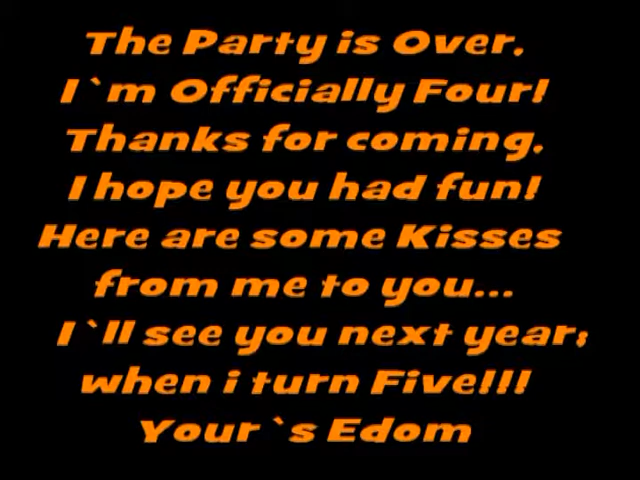 The Party is Over,
I`m Officially Four!
Thanks for coming,
I hope you had fun!
Here are some Kisses
from me to you...
I`ll see you next year;
when i turn Five!!!
Your`s Edom